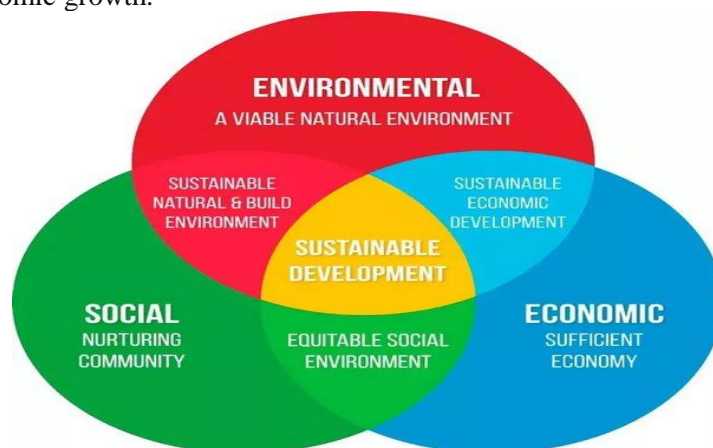 omic growth.
ENVIRONMENTAL
A VIABLE NATURAL ENVIRONMENT
SUSTAINABLE
NATURAL & BUILD
ENVIRONMENT
SUSTAINABLE
ECONOMIC
DEVELOPMENT
SUSTAINABLE
DEVELOPMENT
SOCIAL
NURTURING
COMMUNITY
EQUITABLE SOCIAL
ENVIRONMENT
ECONOMIC
SUFFICIENT
ECONOMY